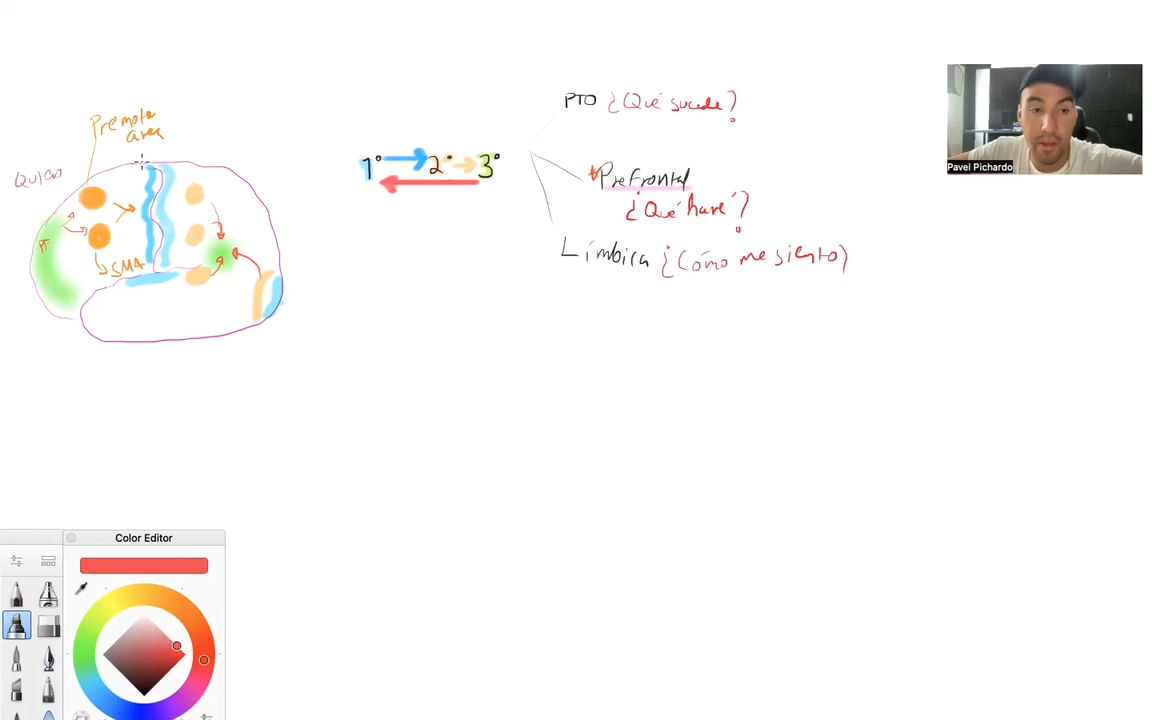 Premotor
area
PF
SMA
1° 2° 3°
PTO ¿Qué sucede?
*Prefrontal
¿Qué haré?
Límbica ¿Cómo me siento?
Pavel Pichardo
Color Editor